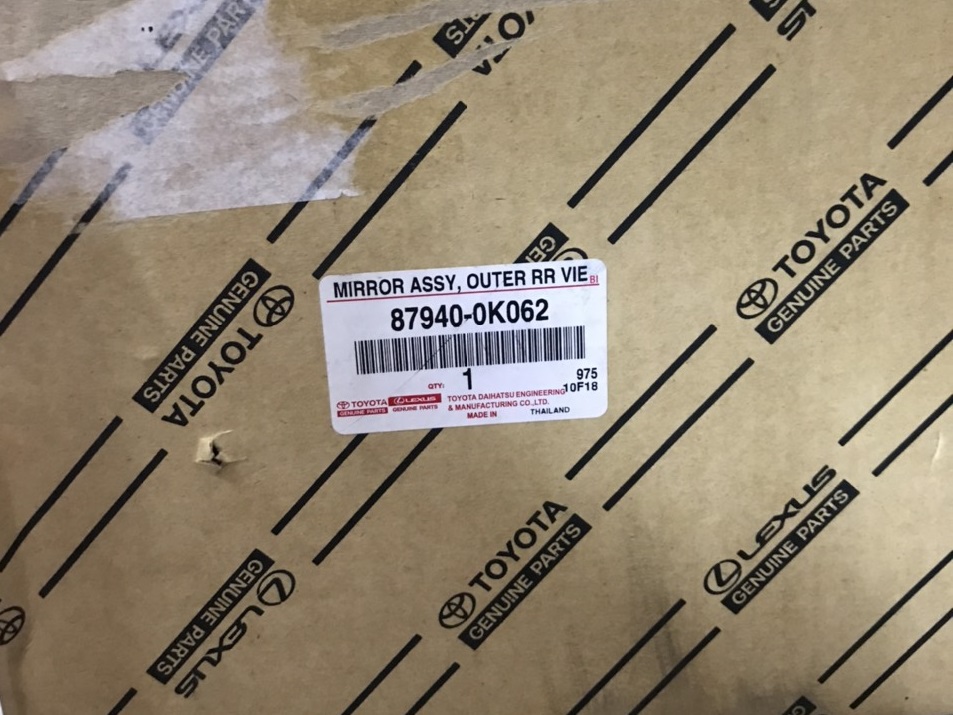 MIRROR ASSY, OUTER RR VIE
BI
87940-0K062
QTY: 1
975
10F18
TOYOTA
GENUINE PARTS
LEXUS
GENUINE PARTS
TOYOTA DAIHATSU ENGINEERING
& MANUFACTURING CO.,LTD.
MADE IN THAILAND
TOYOTA
GENUINE PARTS
TOYOTA
GENUINE PARTS
TOYOTA
GENUINE PARTS
LEXUS
GENUINE PARTS
LEXUS
GENUINE PARTS